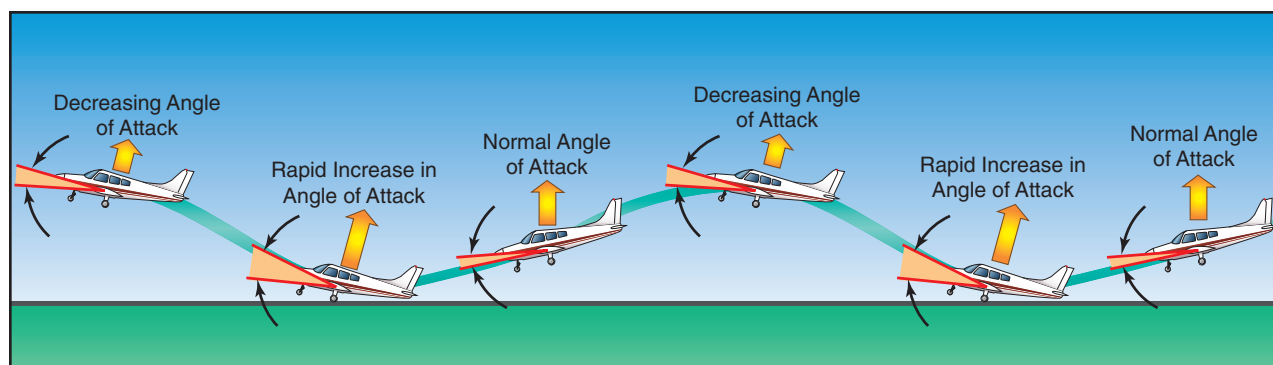 Decreasing Angle
of Attack
Rapid Increase in
Angle of Attack
Normal Angle
of Attack
Decreasing Angle
of Attack
Rapid Increase in
Angle of Attack
Normal Angle
of Attack